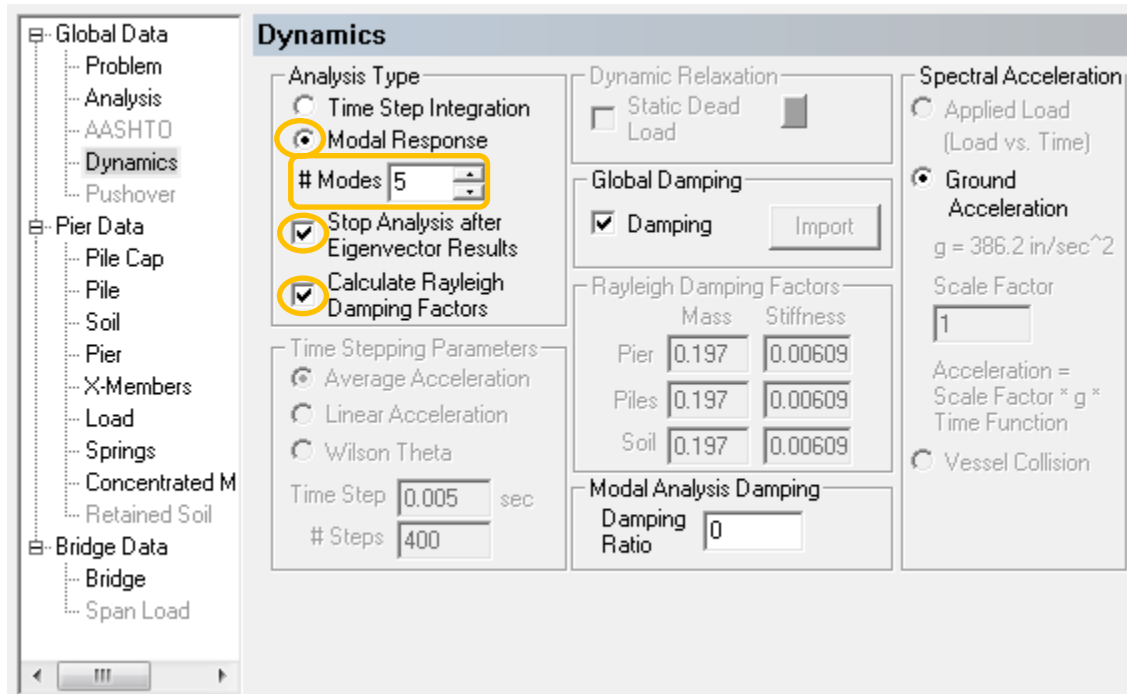 Global Data
Problem
Analysis
AASHTO
Dynamics
Pushover
Pier Data
Pile Cap
Pile
Soil
Pier
X-Members
Load
Springs
Concentrated M
Retained Soil
Bridge Data
Bridge
Span Load
Dynamics
Analysis Type
Time Step Integration
Modal Response
# Modes 5
Stop Analysis after
Eigenvector Results
Calculate Rayleigh
Damping Factors
Time Stepping Parameters
Average Acceleration
Linear Acceleration
Wilson Theta
Time Step 0.005 sec
# Steps 400
Dynamic Relaxation
Static Dead
Load
Global Damping
Damping Import
Rayleigh Damping Factors
Mass Stiffness
Pier 0.197 0.00609
Piles 0.197 0.00609
Soil 0.197 0.00609
Modal Analysis Damping
Damping
Ratio 0
Spectral Acceleration
Applied Load
(Load vs. Time)
Ground
Acceleration
g = 386.2 in/sec^2
Scale Factor
1
Acceleration =
Scale Factor * g *
Time Function
Vessel Collision